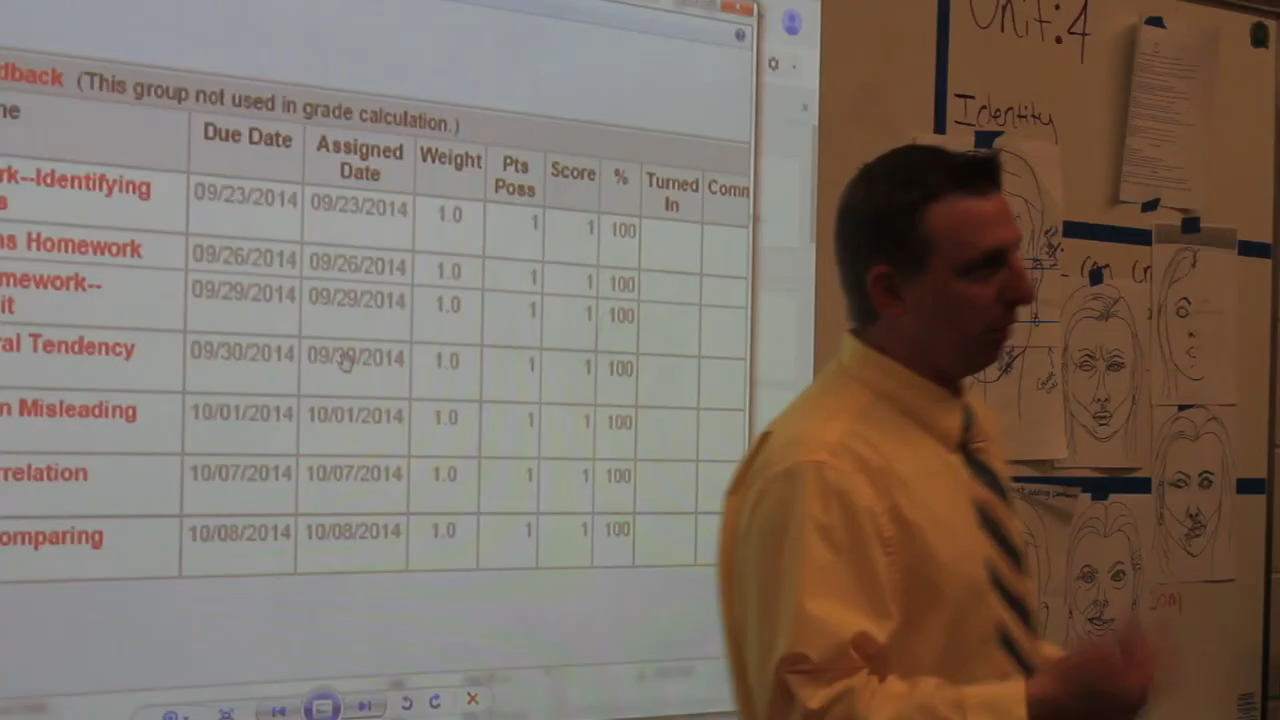 dback (This group not used in grade calculation.)
ne Due Date Assigned Date Weight Pts Poss Score % Turned In Comn
rk--Identifying
s 09/23/2014 09/23/2014 1.0 1 1 100
ns Homework 09/26/2014 09/26/2014 1.0 1 1 100
mework--
it 09/29/2014 09/29/2014 1.0 1 1 100
al Tendency 09/30/2014 09/30/2014 1.0 1 1 100
n Misleading 10/01/2014 10/01/2014 1.0 1 1 100
rrelation 10/07/2014 10/07/2014 1.0 1 1 100
omparing 10/08/2014 10/08/2014 1.0 1 1 100
Unit:4
Identity
- can cr